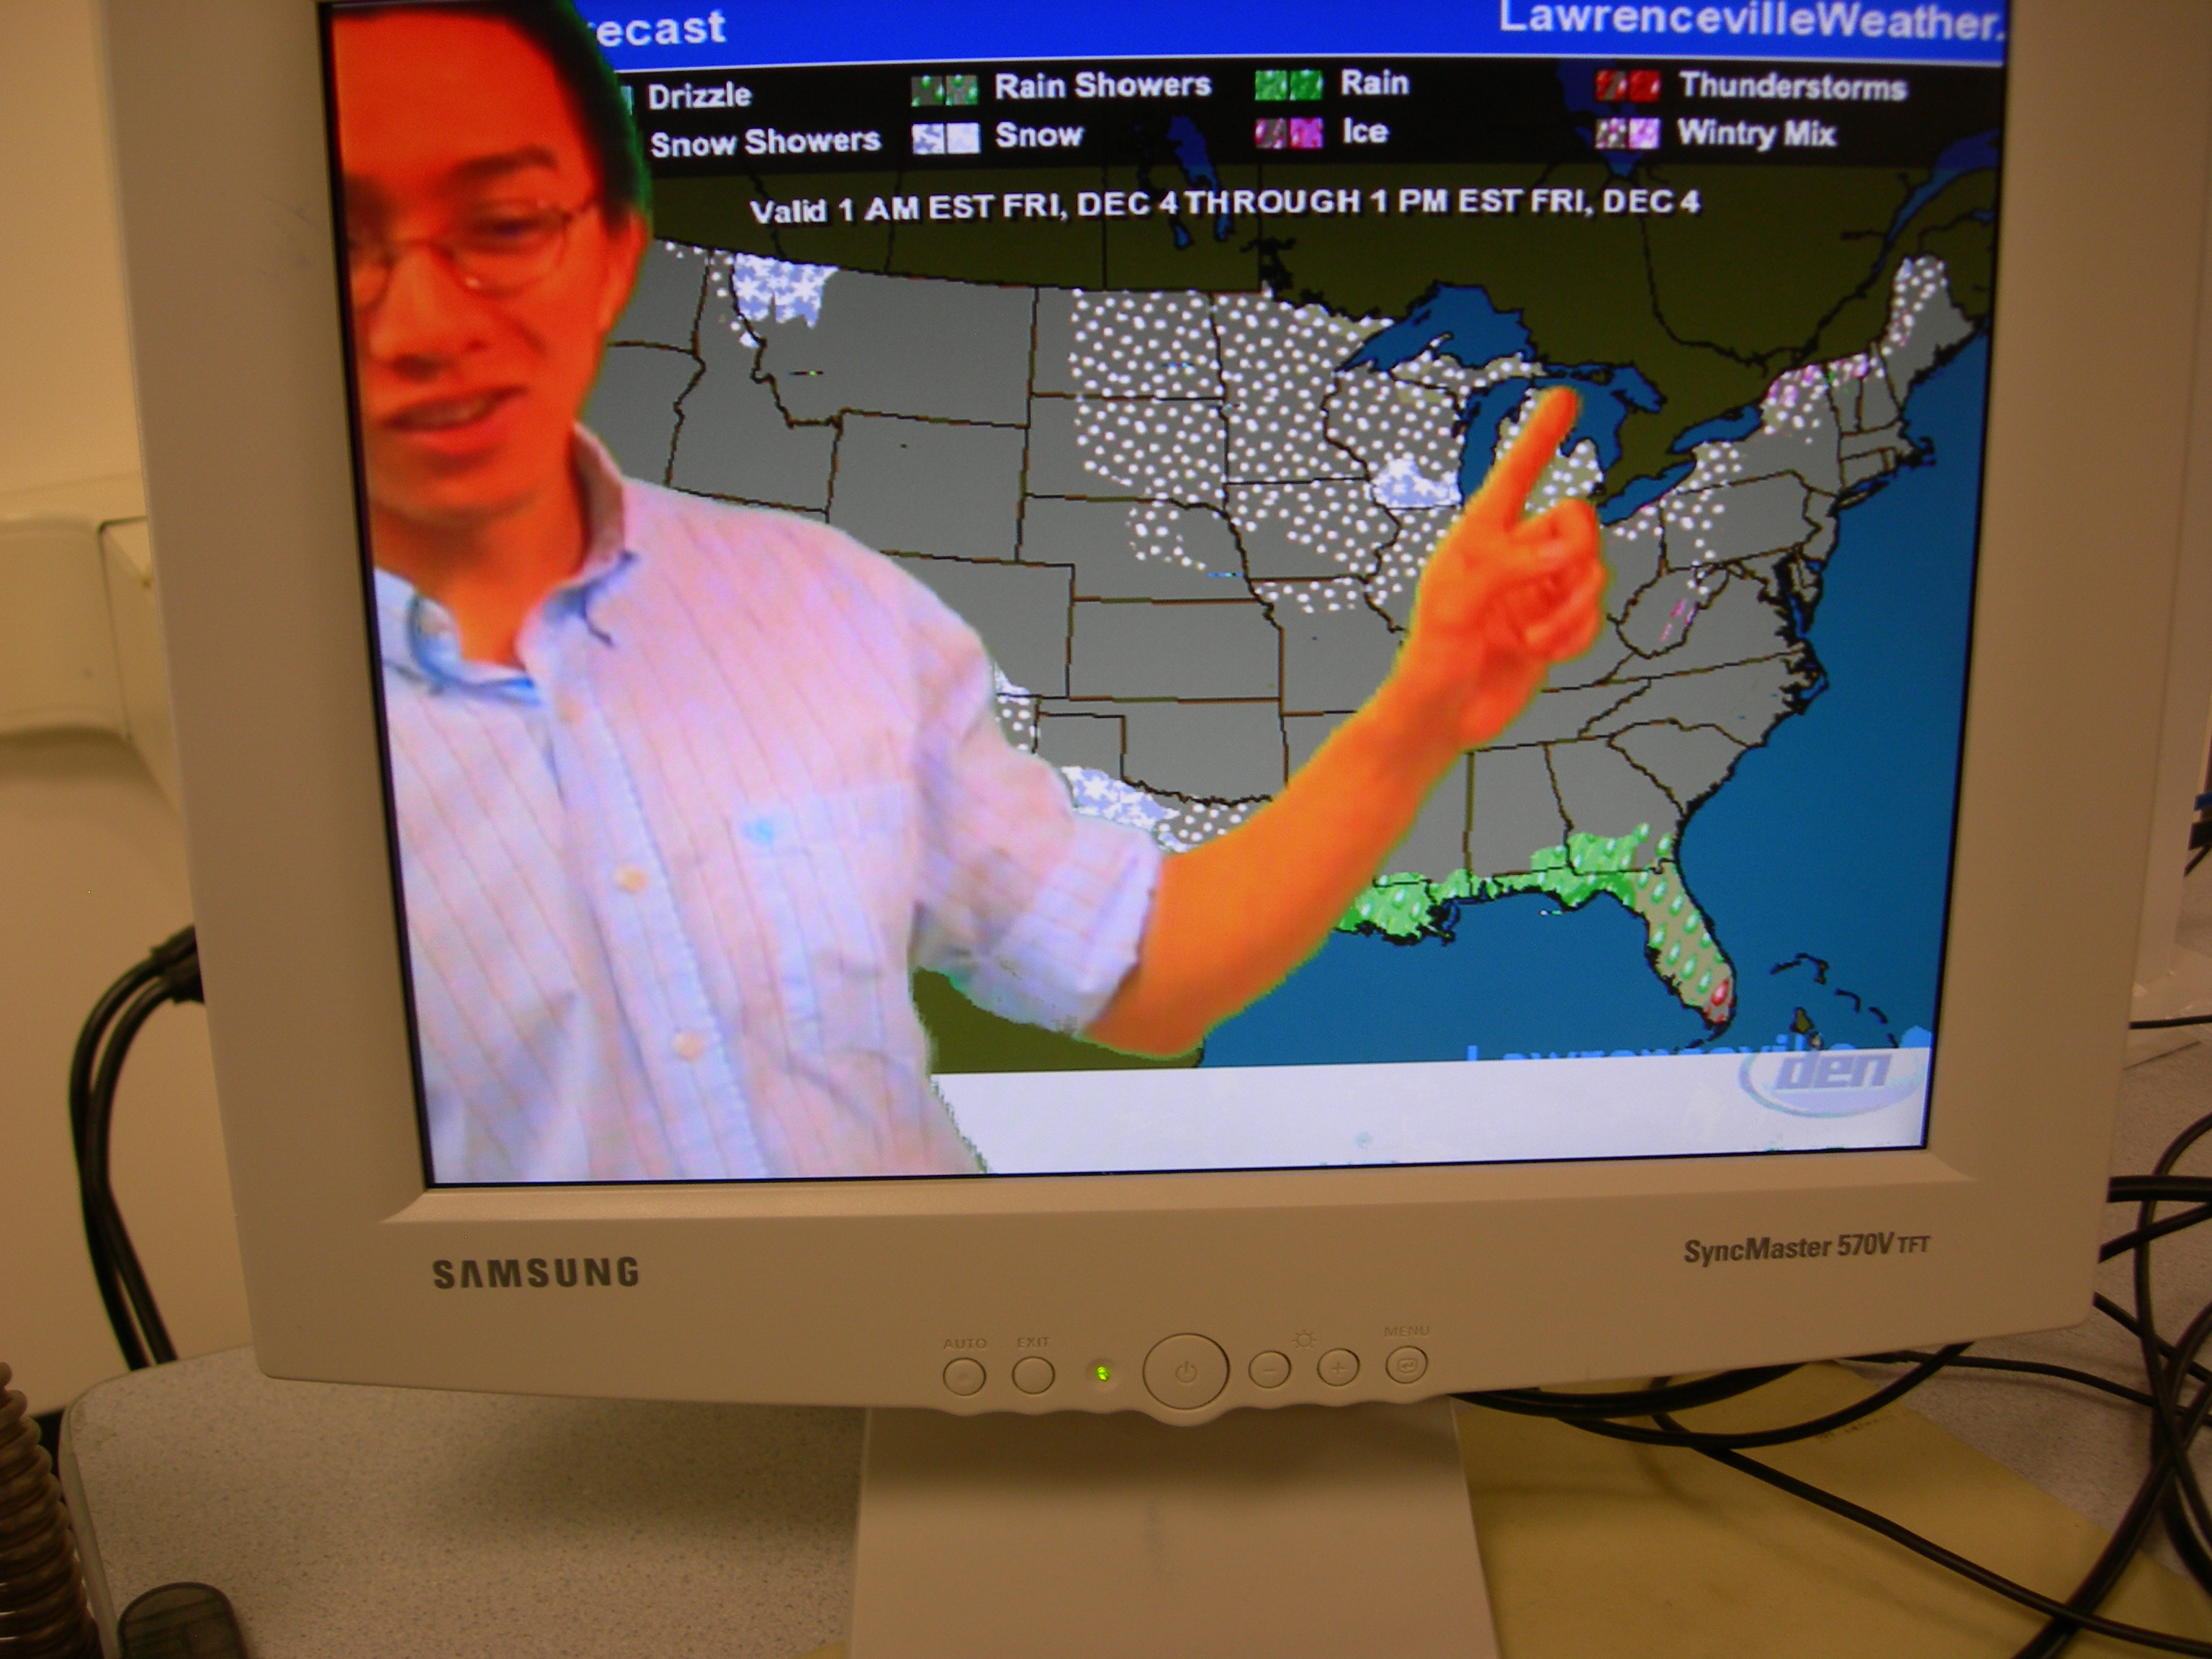 ecast
LawrencevilleWeather.
Drizzle
Rain Showers
Rain
Thunderstorms
Snow Showers
Snow
Ice
Wintry Mix
Valid 1 AM EST FRI, DEC 4 THROUGH 1 PM EST FRI, DEC 4
den
SAMSUNG
SyncMaster 570V TFT
AUTO
EXIT
MENU